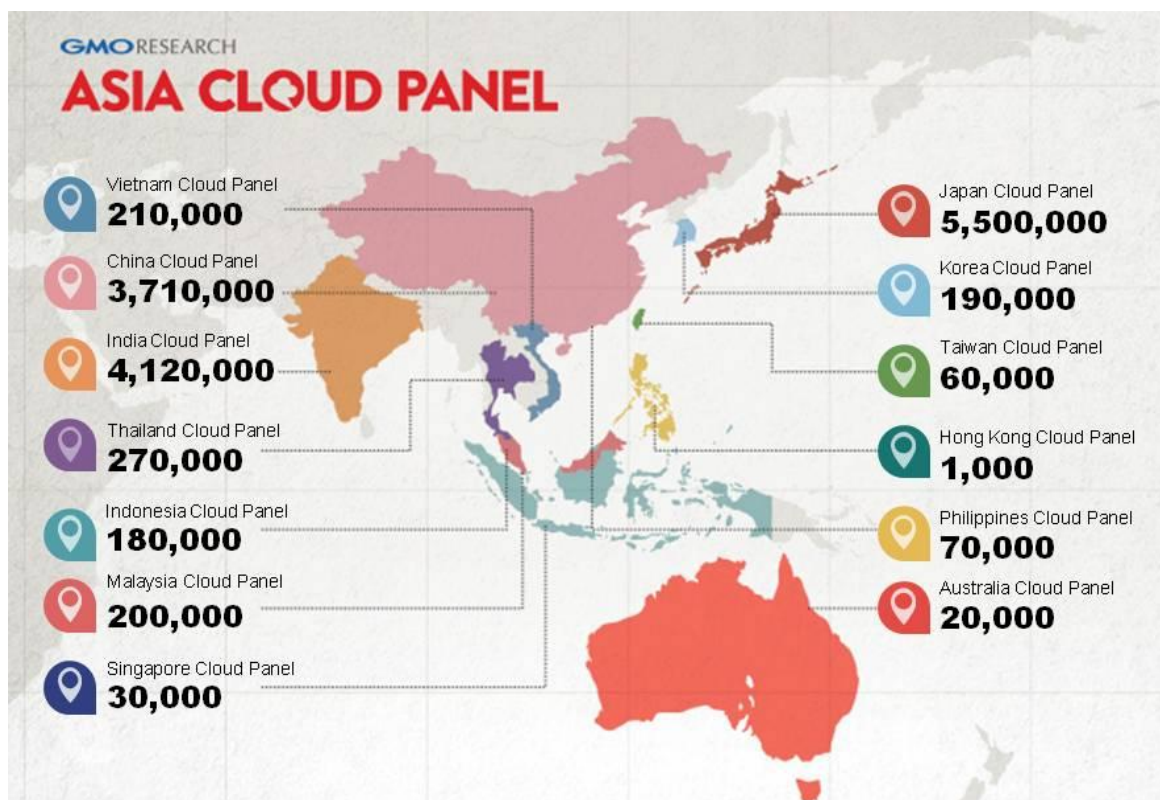 GMO RESEARCH
ASIA CLOUD PANEL
Vietnam Cloud Panel
210,000
China Cloud Panel
3,710,000
India Cloud Panel
4,120,000
Thailand Cloud Panel
270,000
Indonesia Cloud Panel
180,000
Malaysia Cloud Panel
200,000
Singapore Cloud Panel
30,000
Japan Cloud Panel
5,500,000
Korea Cloud Panel
190,000
Taiwan Cloud Panel
60,000
Hong Kong Cloud Panel
1,000
Philippines Cloud Panel
70,000
Australia Cloud Panel
20,000